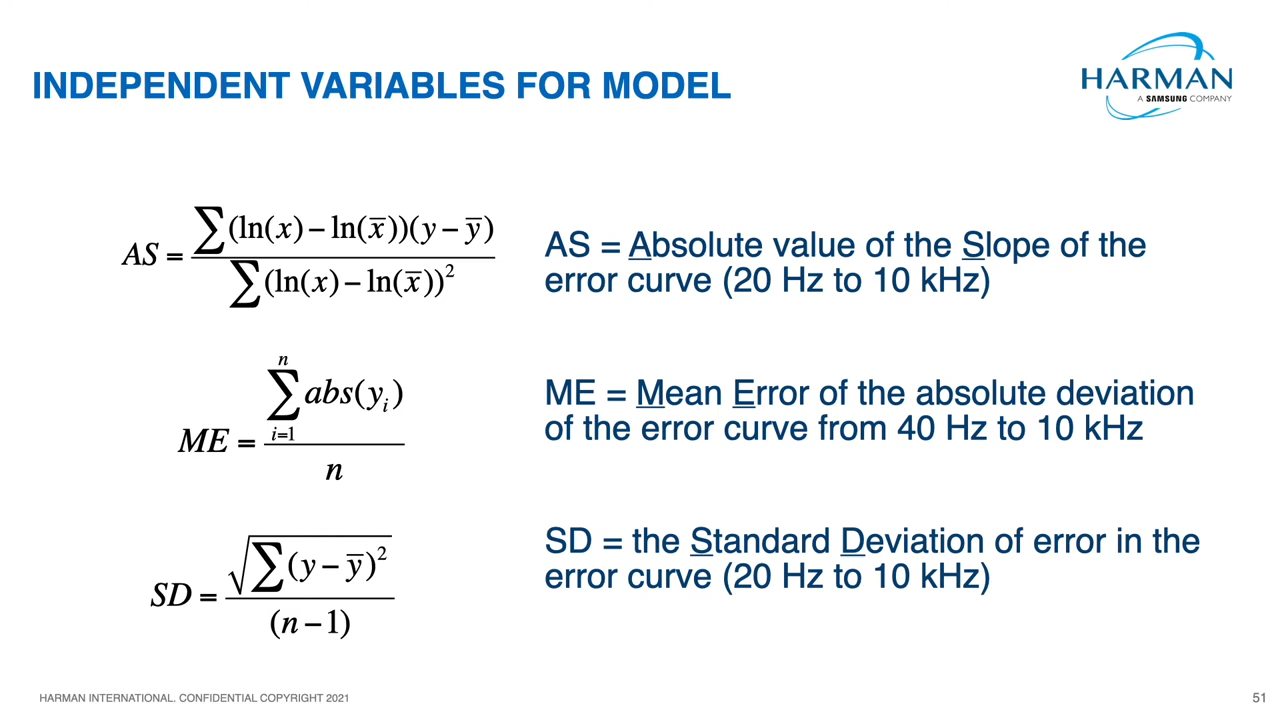 INDEPENDENT VARIABLES FOR MODEL
HARMAN
A SAMSUNG COMPANY
AS = ∑(ln(x) – ln(x̅))(y – y̅) / ∑(ln(x) – ln(x̅))²
AS = Absolute value of the Slope of the
error curve (20 Hz to 10 kHz)
ME = ∑ⁿᵢ₌₁ abs(yᵢ) / n
ME = Mean Error of the absolute deviation
of the error curve from 40 Hz to 10 kHz
SD = √∑(y – y̅)² / (n – 1)
SD = the Standard Deviation of error in the
error curve (20 Hz to 10 kHz)
HARMAN INTERNATIONAL. CONFIDENTIAL COPYRIGHT 2021
51